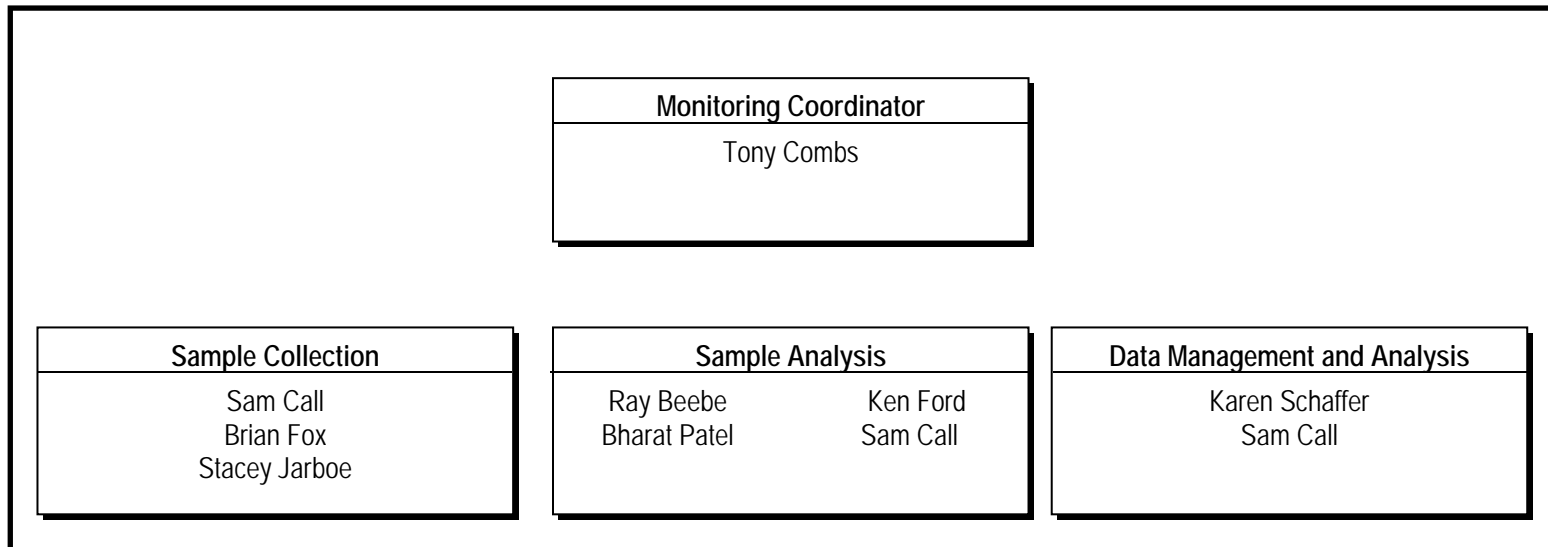 Monitoring Coordinator
Tony Combs
Sample Collection
Sam Call
Brian Fox
Stacey Jarboe
Sample Analysis
Ray Beebe Ken Ford
Bharat Patel Sam Call
Data Management and Analysis
Karen Schaffer
Sam Call